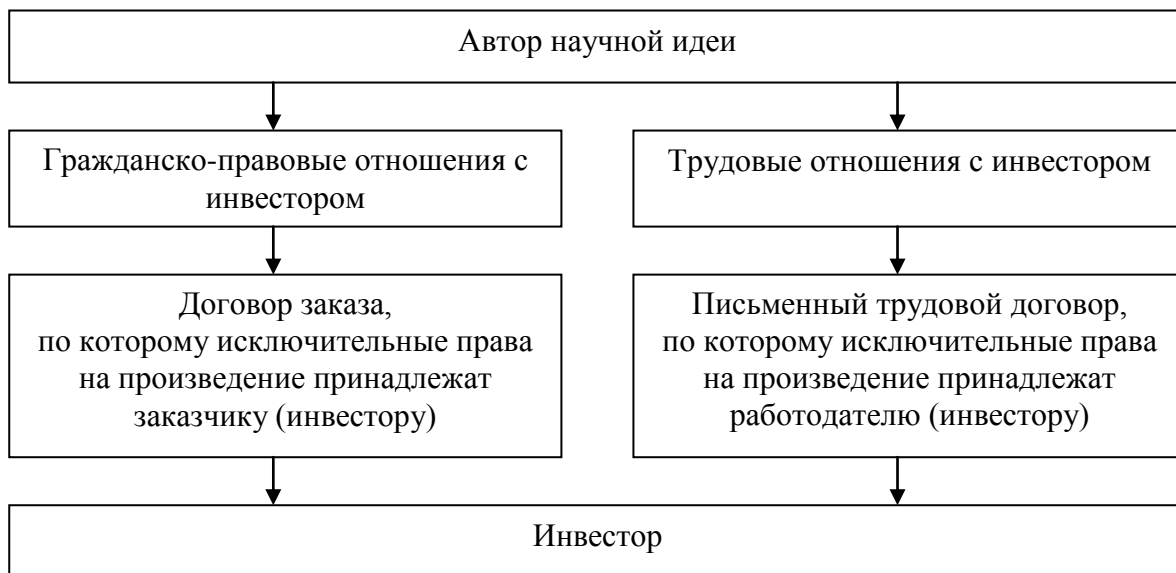 Автор научной идеи
Гражданско-правовые отношения с
инвестором
Трудовые отношения с инвестором
Договор заказа,
по которому исключительные права
на произведение принадлежат
заказчику (инвестору)
Письменный трудовой договор,
по которому исключительные права
на произведение принадлежат
работодателю (инвестору)
Инвестор